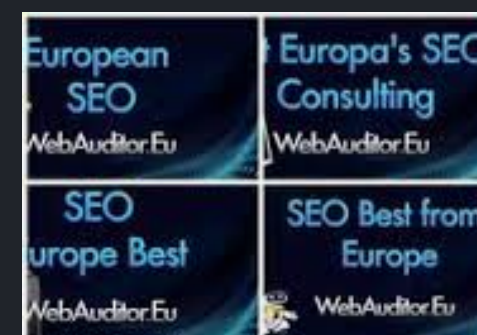 European
SEO
WebAuditor.Eu
Europa's SEO
Consulting
WebAuditor.Eu
SEO
urope Best
WebAuditor.Eu
SEO Best from
Europe
WebAuditor.Eu